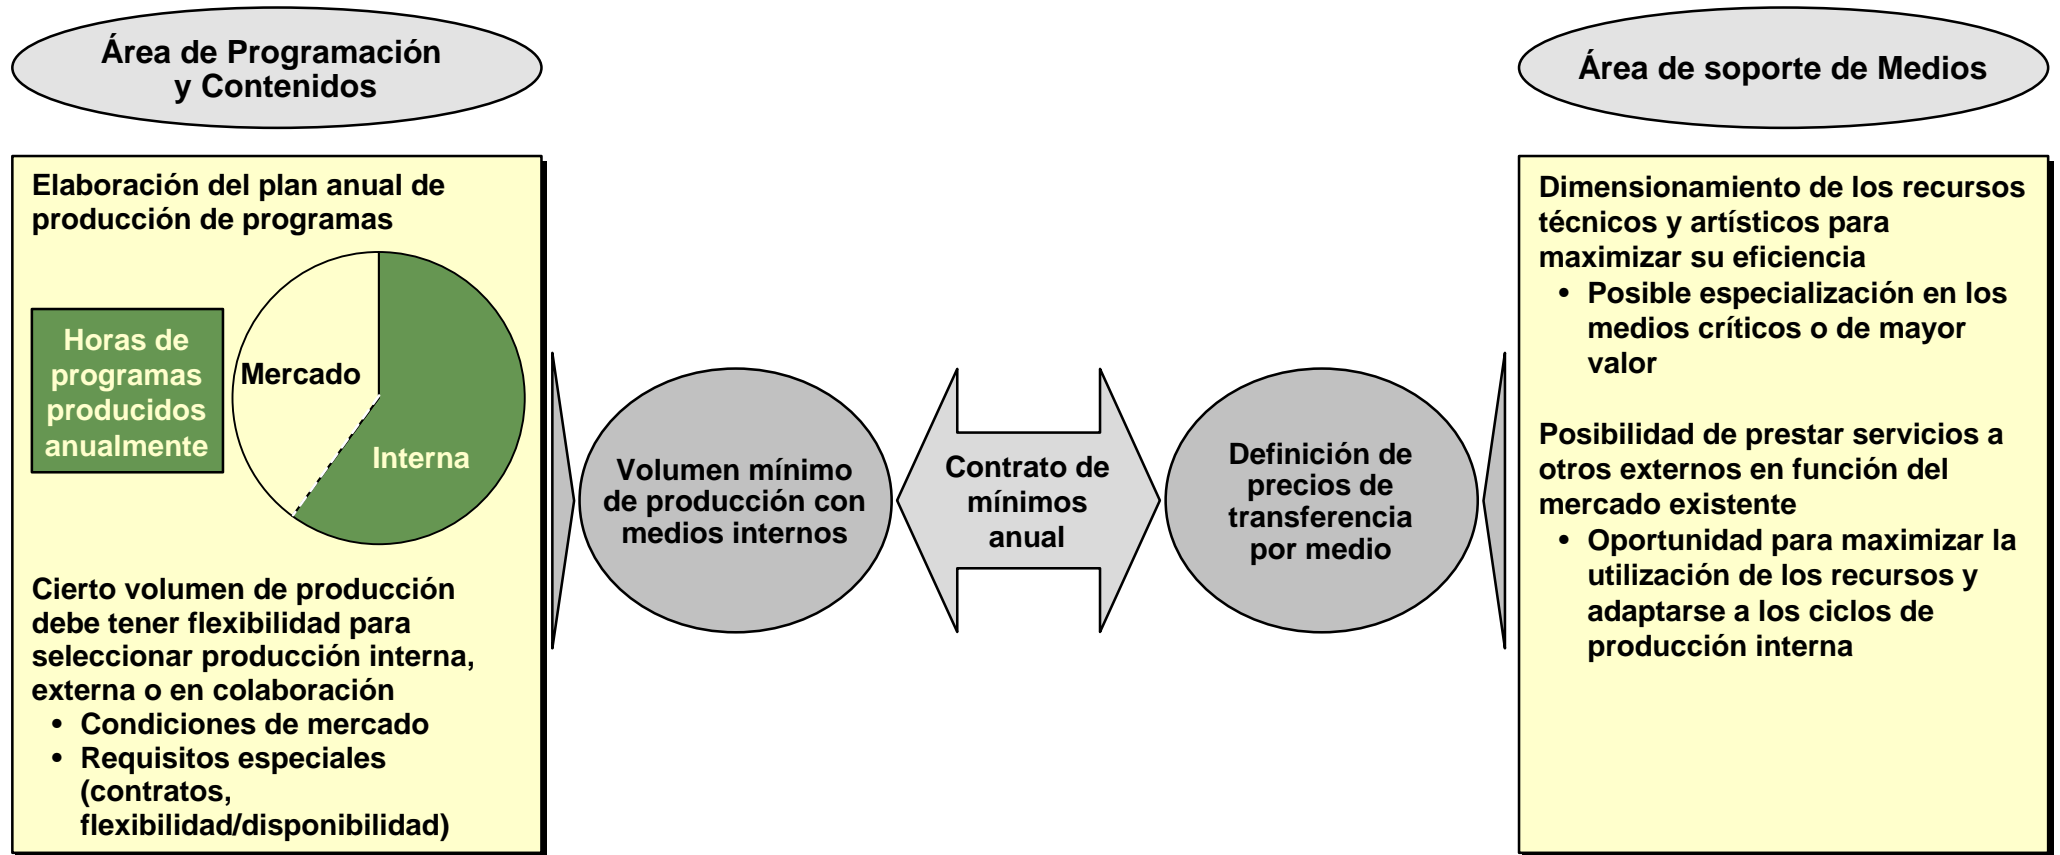 Área de Programación
y Contenidos
Elaboración del plan anual de
producción de programas
Horas de
programas
producidos
anualmente
Mercado
Interna
Cierto volumen de producción
debe tener flexibilidad para
seleccionar producción interna,
externa o en colaboración
• Condiciones de mercado
• Requisitos especiales
(contratos,
flexibilidad/disponibilidad)
Volumen mínimo
de producción con
medios internos
Contrato de
mínimos
anual
Definición de
precios de
transferencia
por medio
Área de soporte de Medios
Dimensionamiento de los recursos
técnicos y artísticos para
maximizar su eficiencia
• Posible especialización en los
medios críticos o de mayor
valor
Posibilidad de prestar servicios a
otros externos en función del
mercado existente
• Oportunidad para maximizar la
utilización de los recursos y
adaptarse a los ciclos de
producción interna